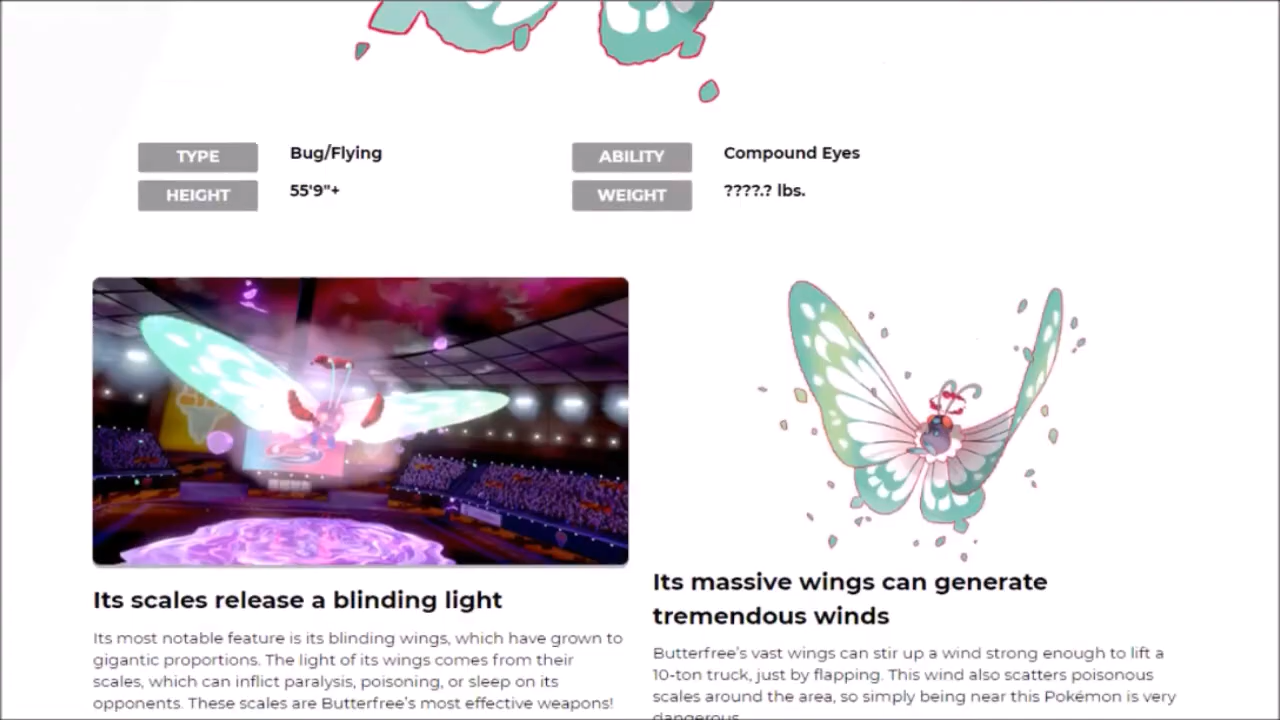 TYPE
Bug/Flying
ABILITY
Compound Eyes
HEIGHT
55'9"+
WEIGHT
????.? lbs.
Its scales release a blinding light
Its most notable feature is its blinding wings, which have grown to
gigantic proportions. The light of its wings comes from their
scales, which can inflict paralysis, poisoning, or sleep on its
opponents. These scales are Butterfree's most effective weapons!
Its massive wings can generate
tremendous winds
Butterfree's vast wings can stir up a wind strong enough to lift a
10-ton truck, just by flapping. This wind also scatters poisonous
scales around the area, so simply being near this Pokémon is very
dangerous